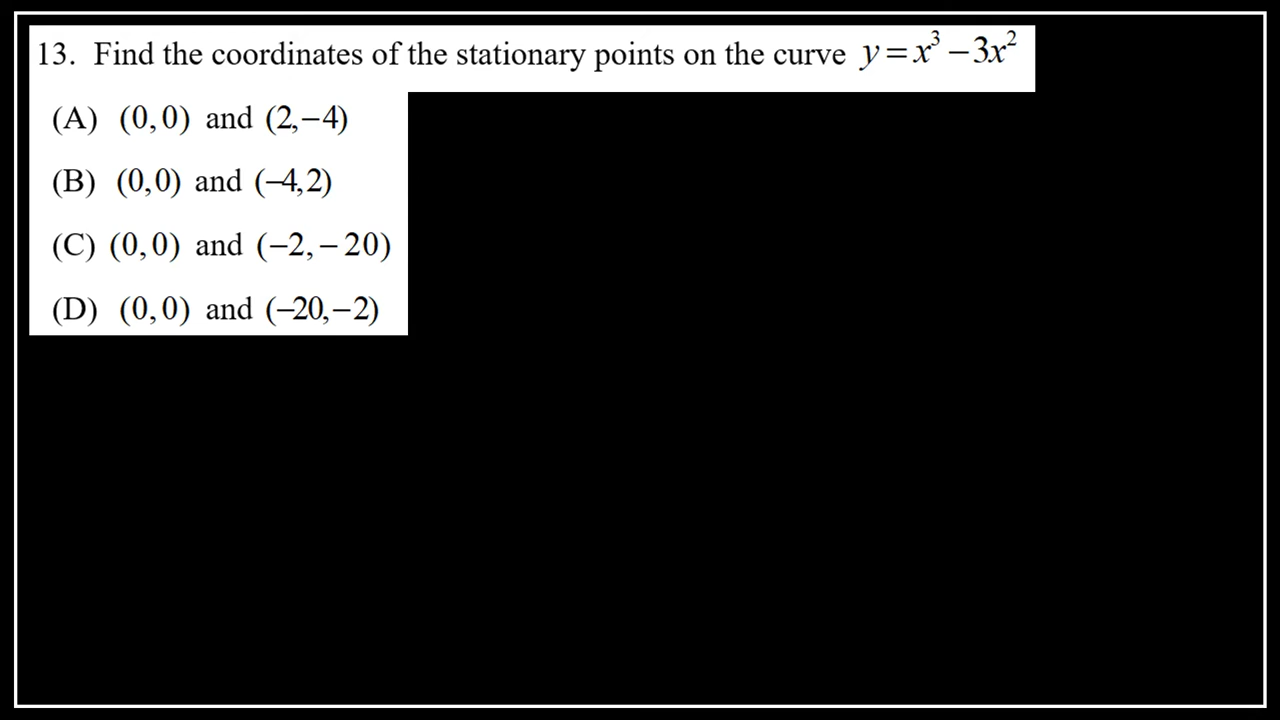 13. Find the coordinates of the stationary points on the curve y = x³ − 3x²
(A) (0,0) and (2,−4)
(B) (0,0) and (−4,2)
(C) (0,0) and (−2,−20)
(D) (0,0) and (−20,−2)